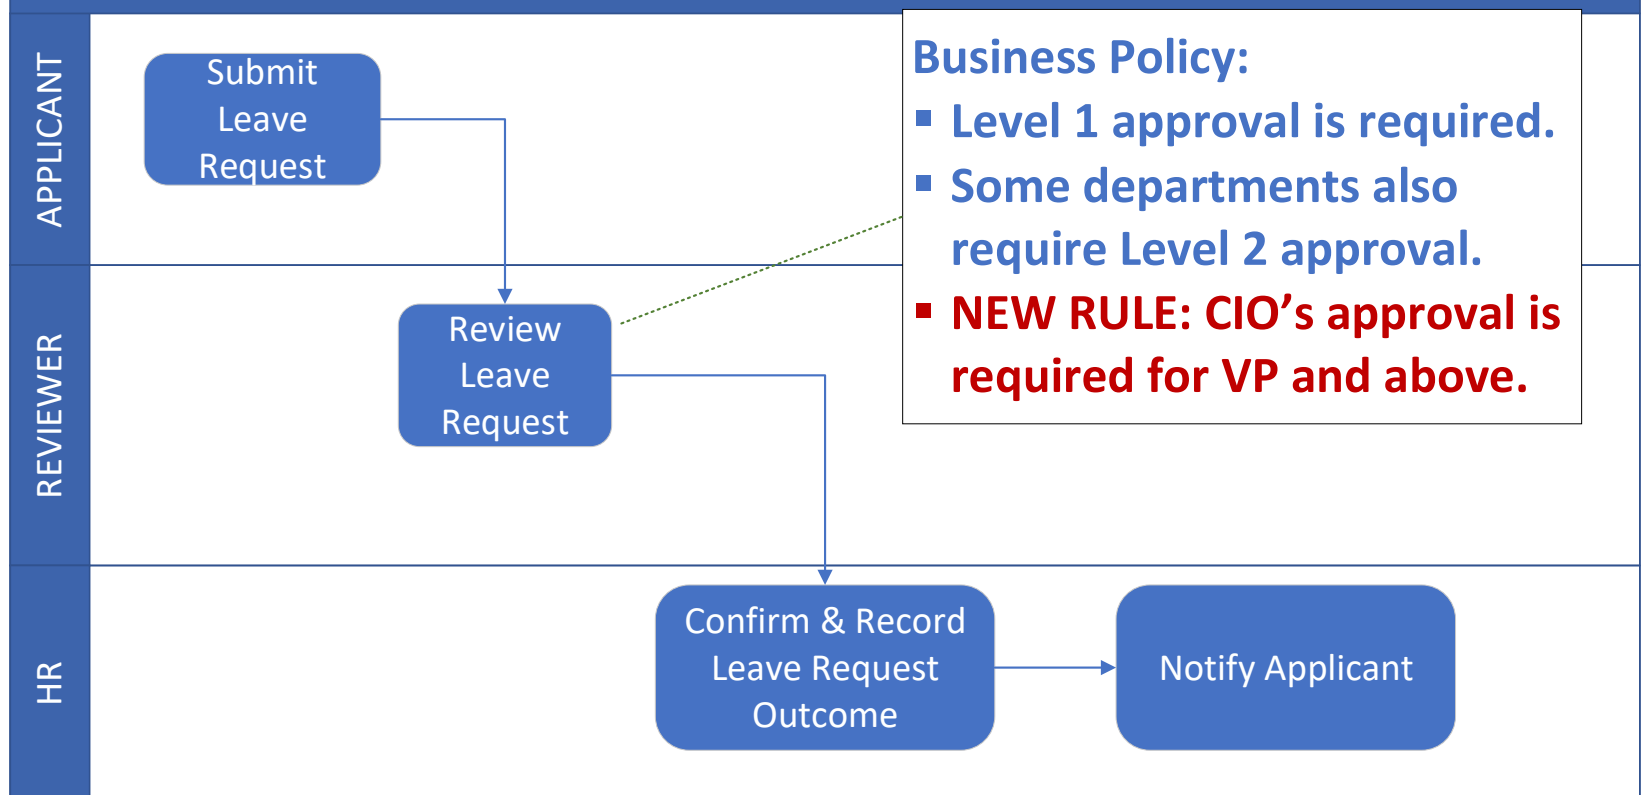 APPLICANT
Submit
Leave
Request
Business Policy:
▪ Level 1 approval is required.
▪ Some departments also
require Level 2 approval.
▪ NEW RULE: CIO’s approval is
required for VP and above.
REVIEWER
Review
Leave
Request
HR
Confirm & Record
Leave Request
Outcome
Notify Applicant